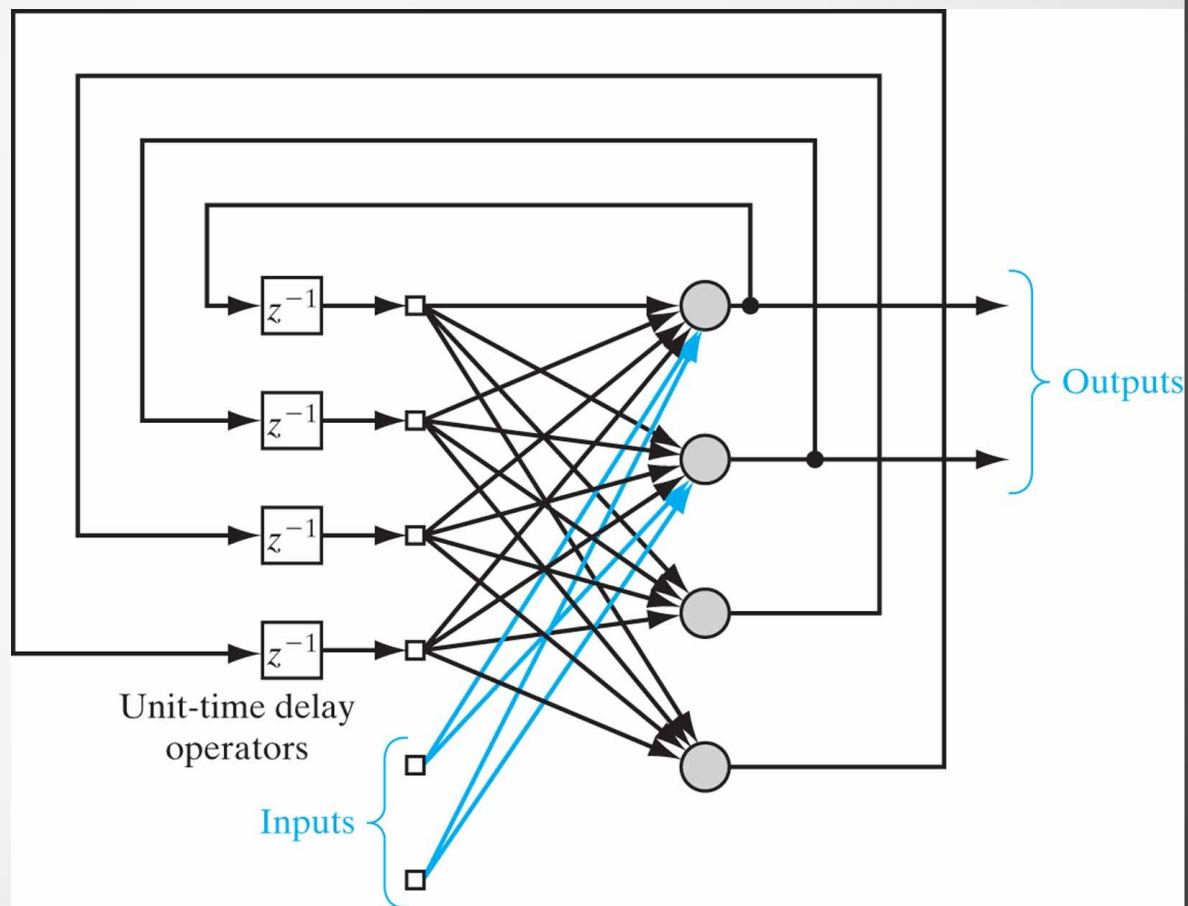 z⁻¹
Outputs
z⁻¹
z⁻¹
z⁻¹
Unit-time delay
operators
Inputs